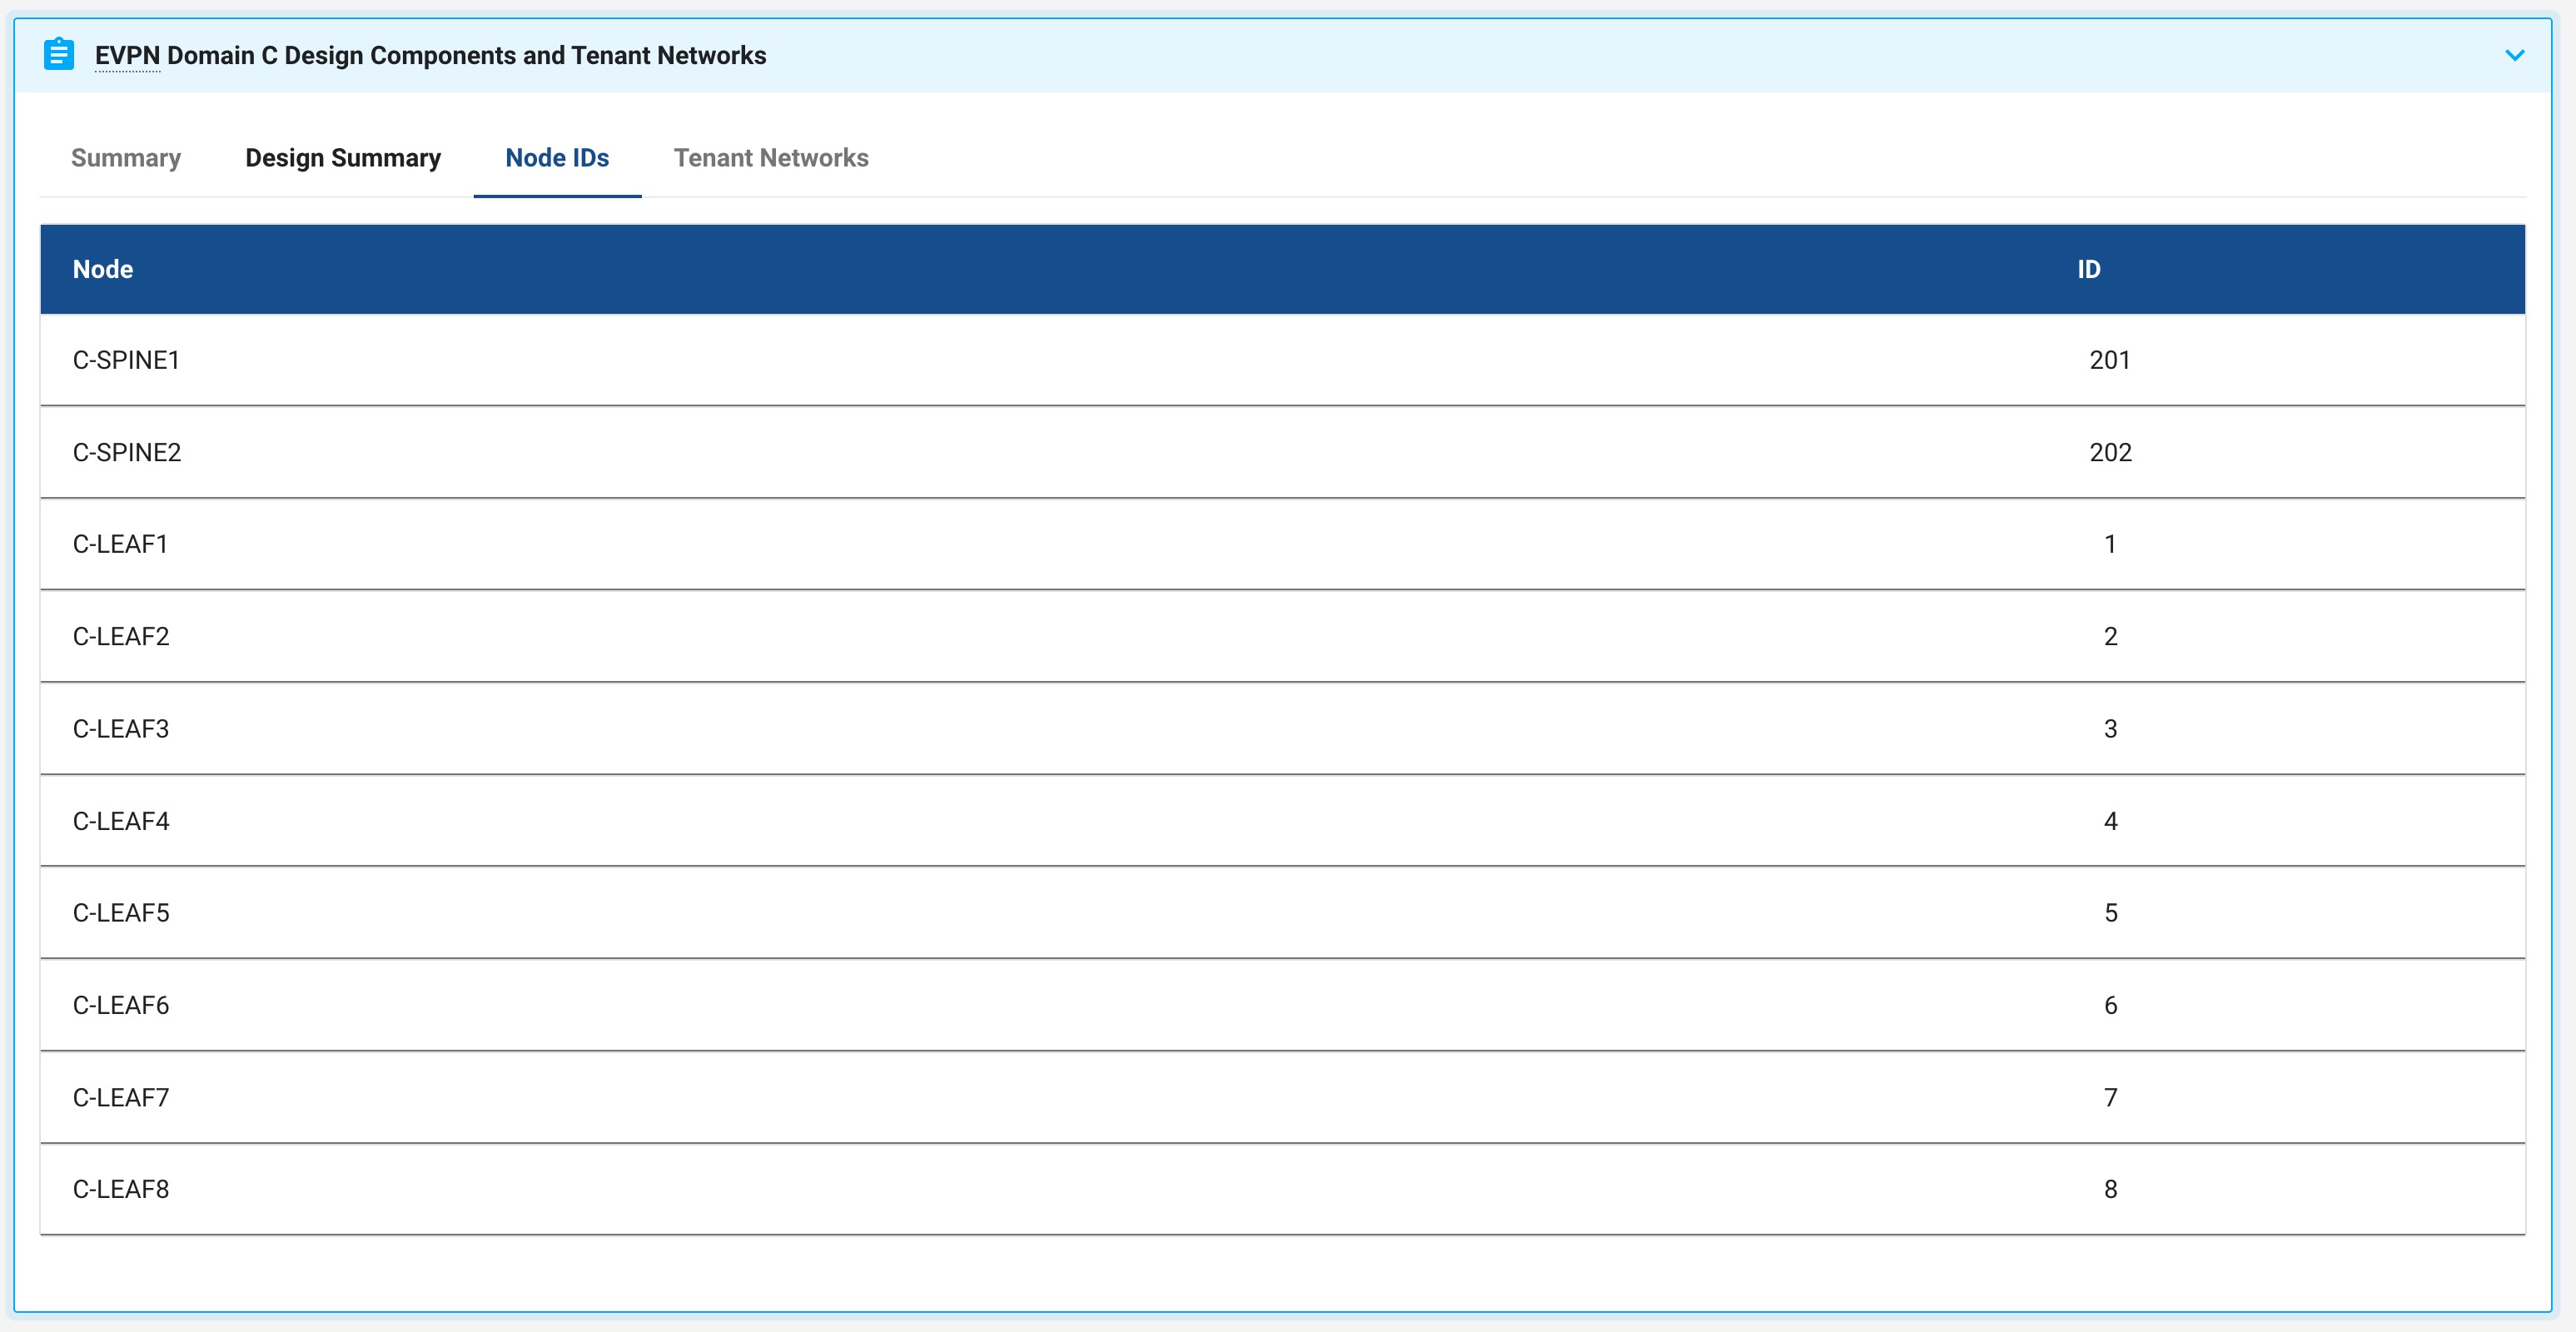 EVPN Domain C Design Components and Tenant Networks
Summary Design Summary Node IDs Tenant Networks
Node ID
C-SPINE1 201
C-SPINE2 202
C-LEAF1 1
C-LEAF2 2
C-LEAF3 3
C-LEAF4 4
C-LEAF5 5
C-LEAF6 6
C-LEAF7 7
C-LEAF8 8